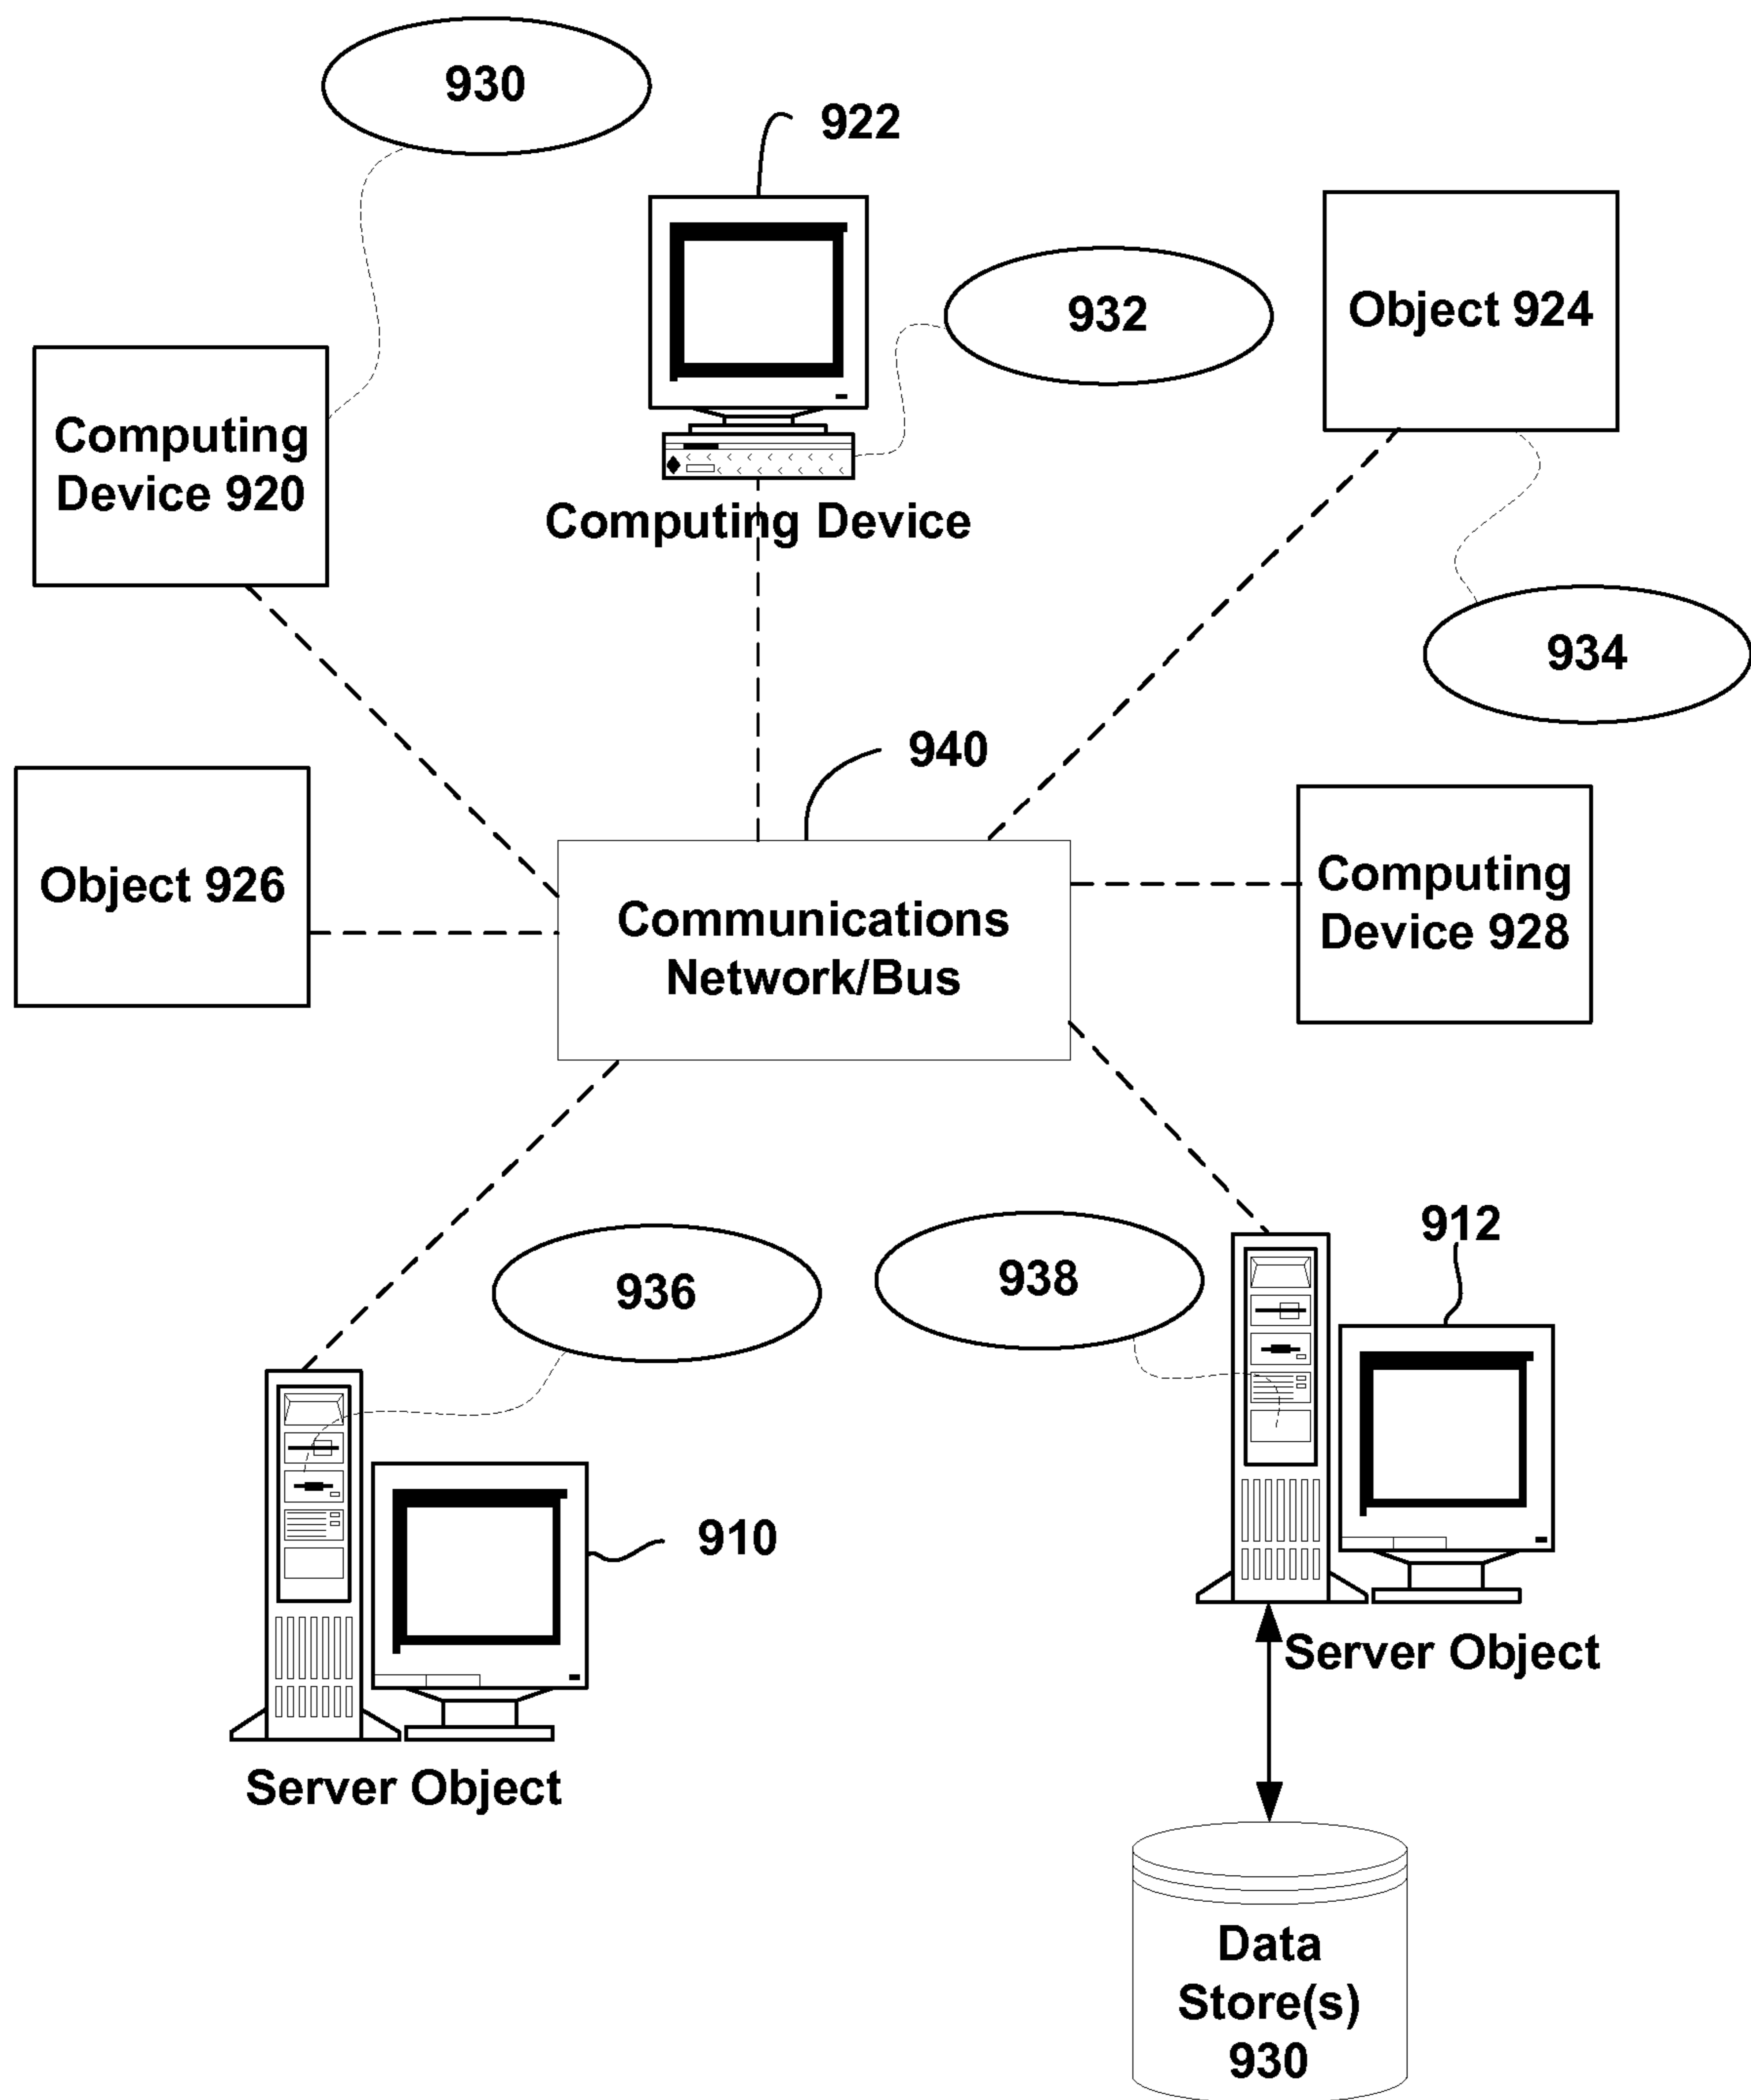 930
922
932
Object 924
Computing
Device 920
Computing Device
934
940
Object 926
Communications
Network/Bus
Computing
Device 928
936
938
912
910
Server Object
Server Object
Data
Store(s)
930